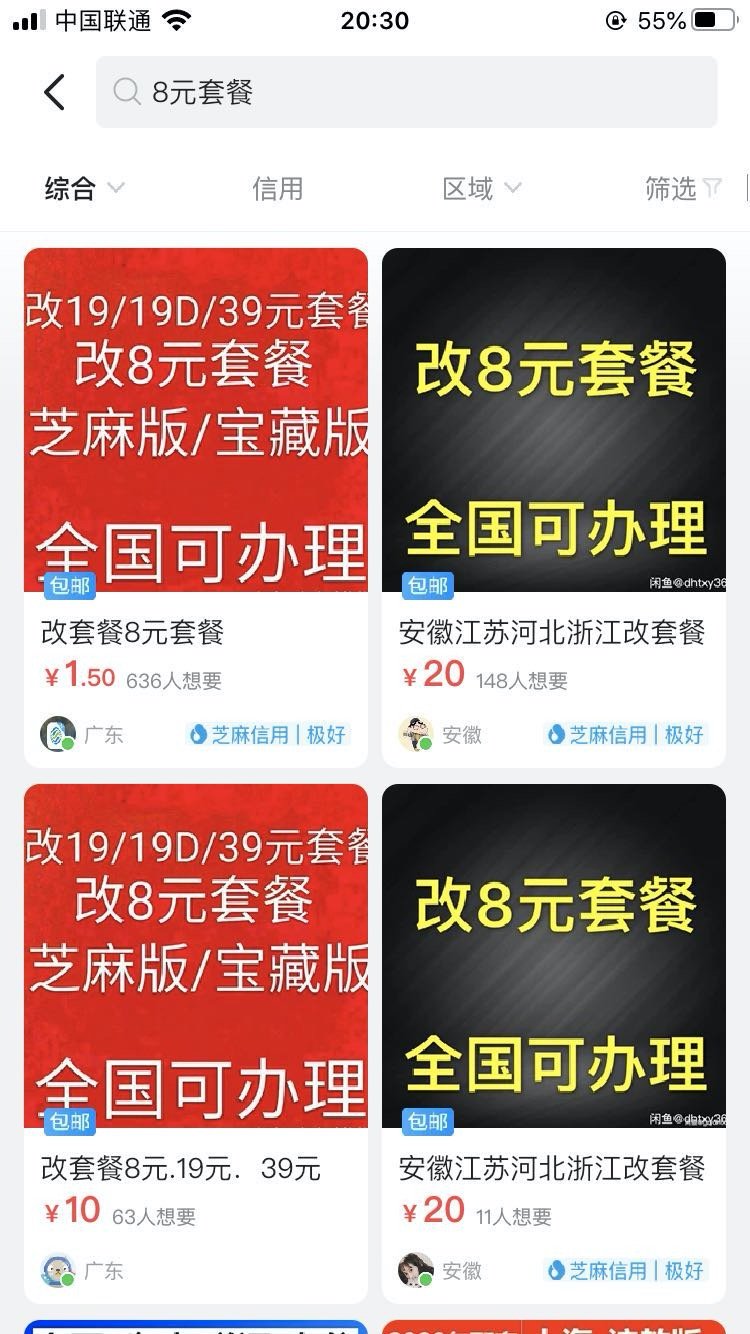 中国联通
20:30
55%
8元套餐
综合
信用
区域
筛选
改19/19D/39元套餐
改8元套餐
芝麻版/宝藏版
全国可办理
包邮
改套餐8元套餐
¥1.50 636人想要
广东
芝麻信用|极好
改8元套餐
全国可办理
闲鱼@dhtxy36
包邮
安徽江苏河北浙江改套餐
¥20 148人想要
安徽
芝麻信用|极好
改19/19D/39元套餐
改8元套餐
芝麻版/宝藏版
全国可办理
包邮
改套餐8元.19元. 39元
¥10 63人想要
广东
改8元套餐
全国可办理
闲鱼@dhtxy36
包邮
安徽江苏河北浙江改套餐
¥20 11人想要
安徽
芝麻信用|极好